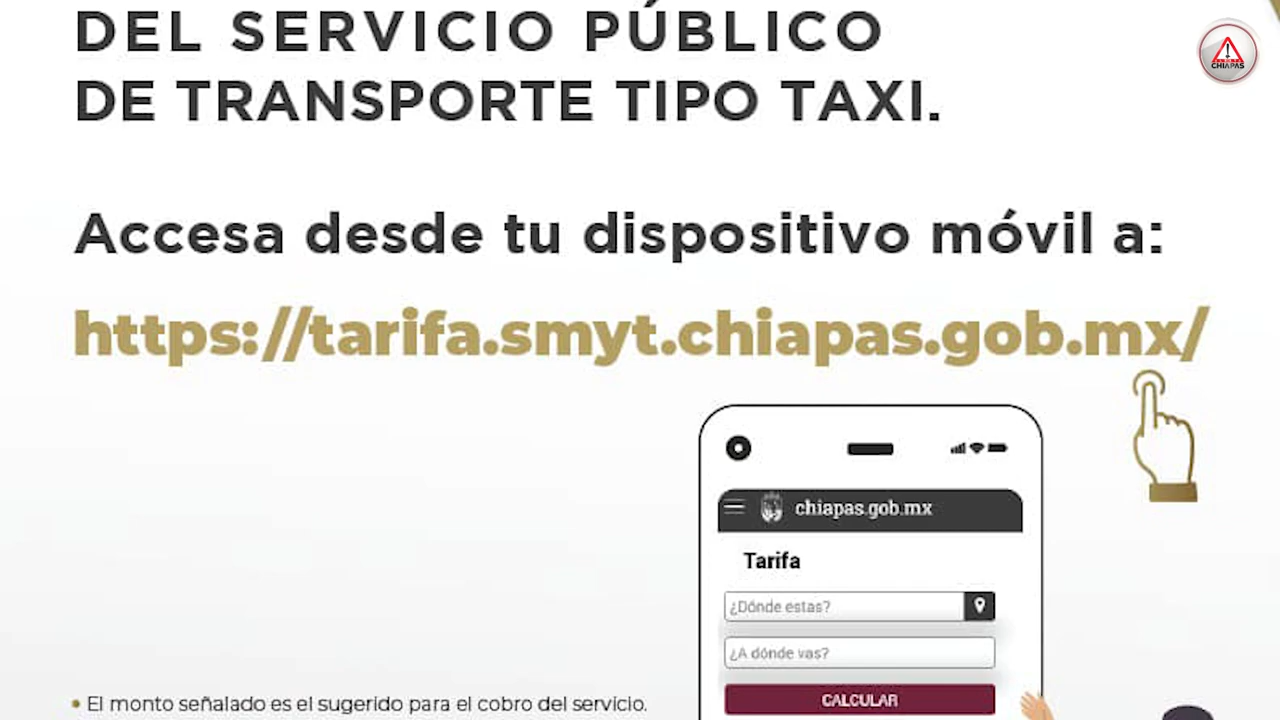 DEL SERVICIO PÚBLICO
DE TRANSPORTE TIPO TAXI.
CHIAPAS
Accesa desde tu dispositivo móvil a:
https://tarifa.smyt.chiapas.gob.mx/
chiapas.gob.mx
Tarifa
¿Dónde estas?
¿A dónde vas?
CALCULAR
• El monto señalado es el sugerido para el cobro del servicio.